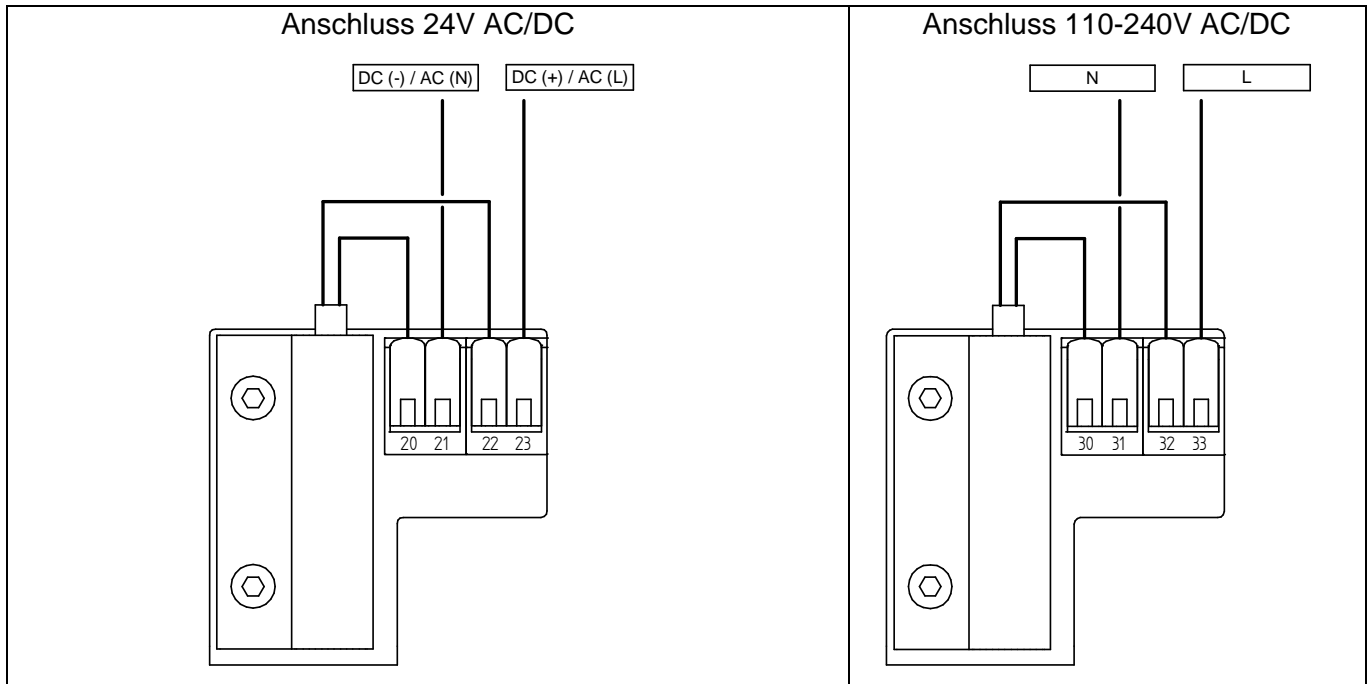 Anschluss 24V AC/DC
DC (-) / AC (N)
DC (+) / AC (L)
20 21 22 23
Anschluss 110-240V AC/DC
N
L
30 31 32 33